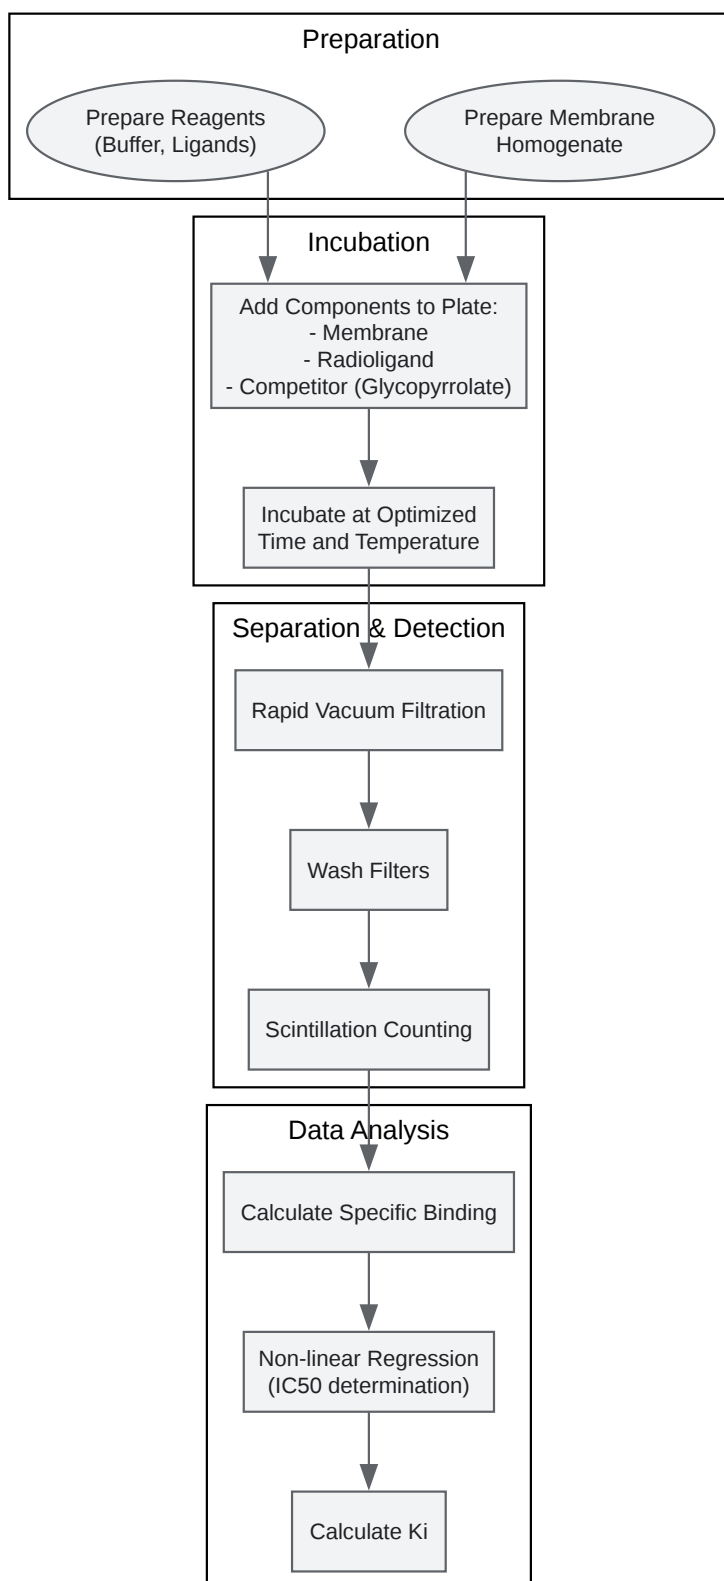 Preparation
Prepare Reagents
(Buffer, Ligands)
Prepare Membrane
Homogenate
Incubation
Add Components to Plate:
- Membrane
- Radioligand
- Competitor (Glycopyrrolate)
Incubate at Optimized
Time and Temperature
Separation & Detection
Rapid Vacuum Filtration
Wash Filters
Scintillation Counting
Data Analysis
Calculate Specific Binding
Non-linear Regression
(IC50 determination)
Calculate Ki